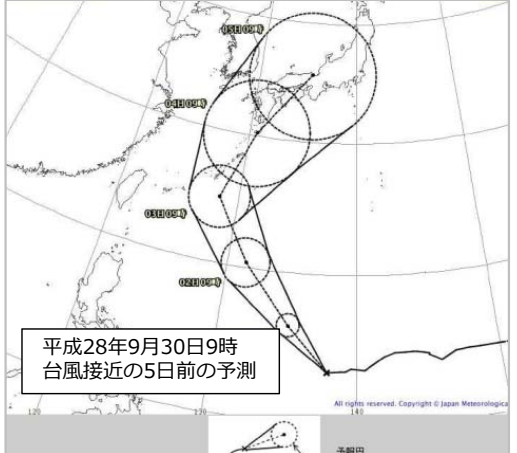 05日09時
04日09時
03日09時
02日09時
平成28年9月30日9時
台風接近の5日前の予測
All rights reserved. Copyright © Japan Meteorologica
120
130
140
予報円